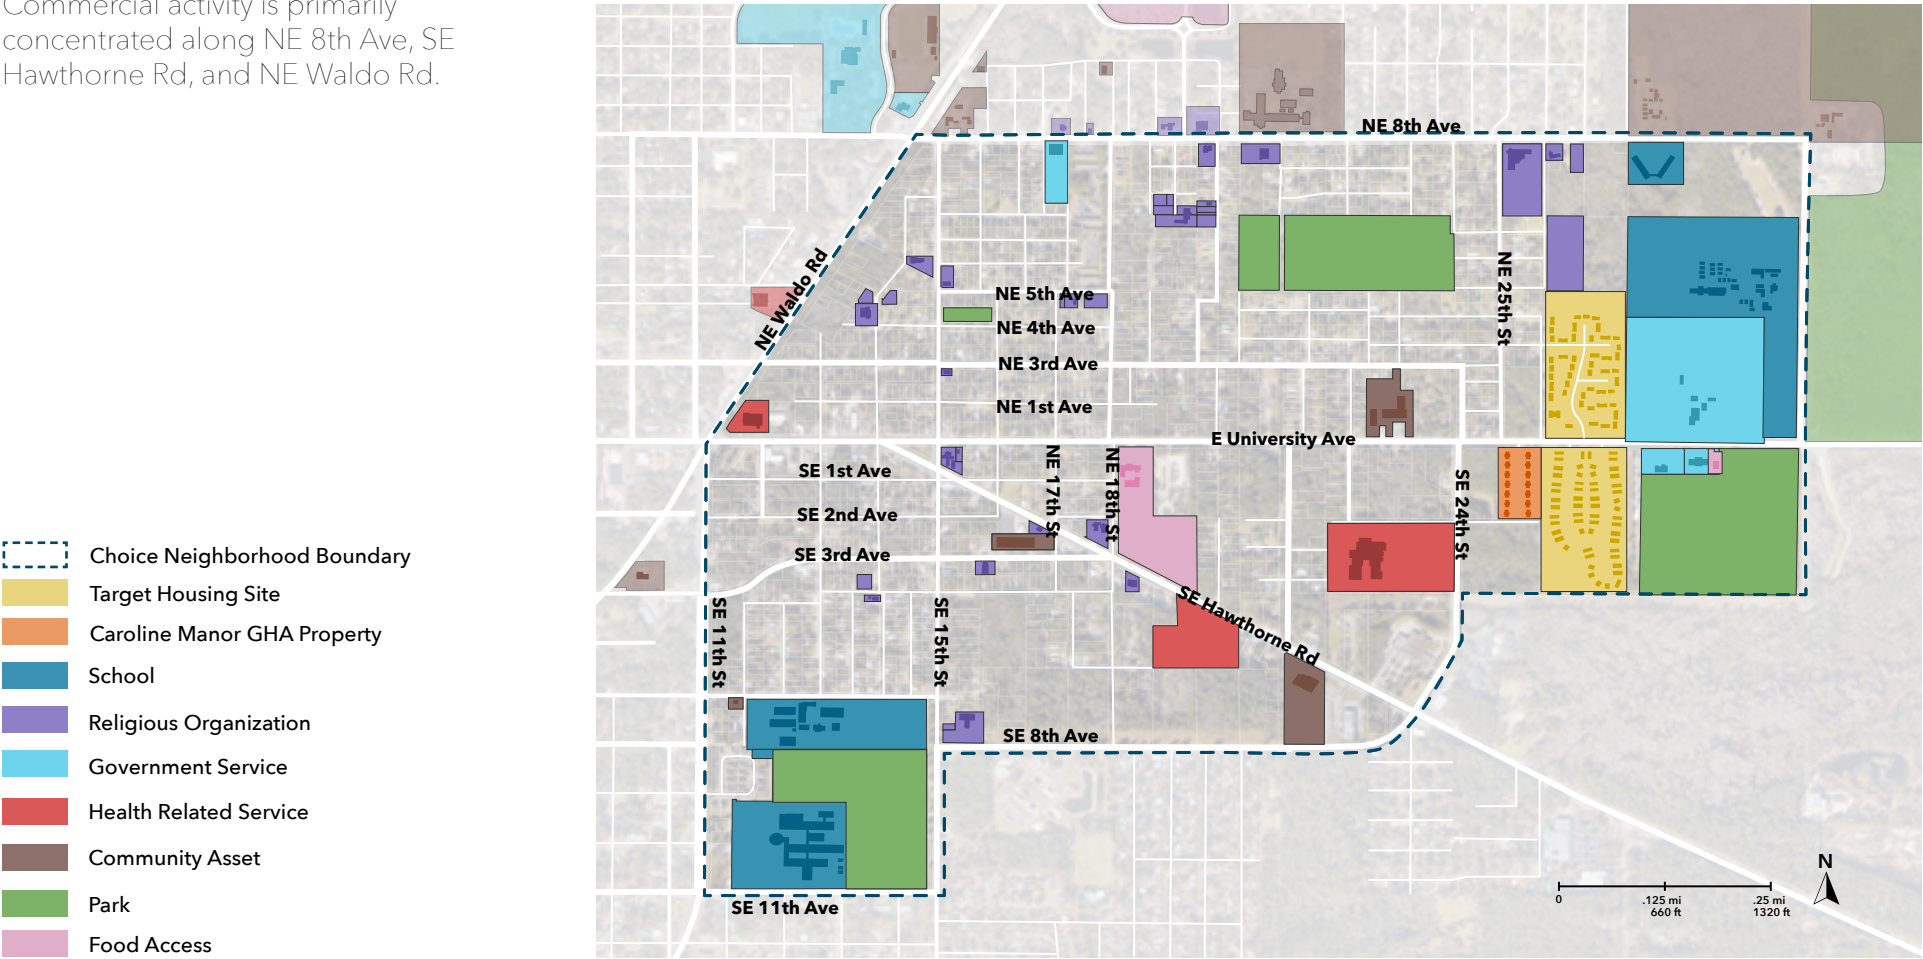 Commercial activity is primarily
concentrated along NE 8th Ave, SE
Hawthorne Rd, and NE Waldo Rd.
Choice Neighborhood Boundary
Target Housing Site
Caroline Manor GHA Property
School
Religious Organization
Government Service
Health Related Service
Community Asset
Park
Food Access
NE 8th Ave
NE Waldo Rd
NE 25th St
NE 5th Ave
NE 4th Ave
NE 3rd Ave
NE 1st Ave
E University Ave
SE 1st Ave
NE 17th St
NE 18th St
SE 24th St
SE 2nd Ave
SE 3rd Ave
SE Hawthorne Rd
SE 11th St
SE 15th St
SE 8th Ave
SE 11th Ave
N
0
.125 mi
660 ft
.25 mi
1320 ft